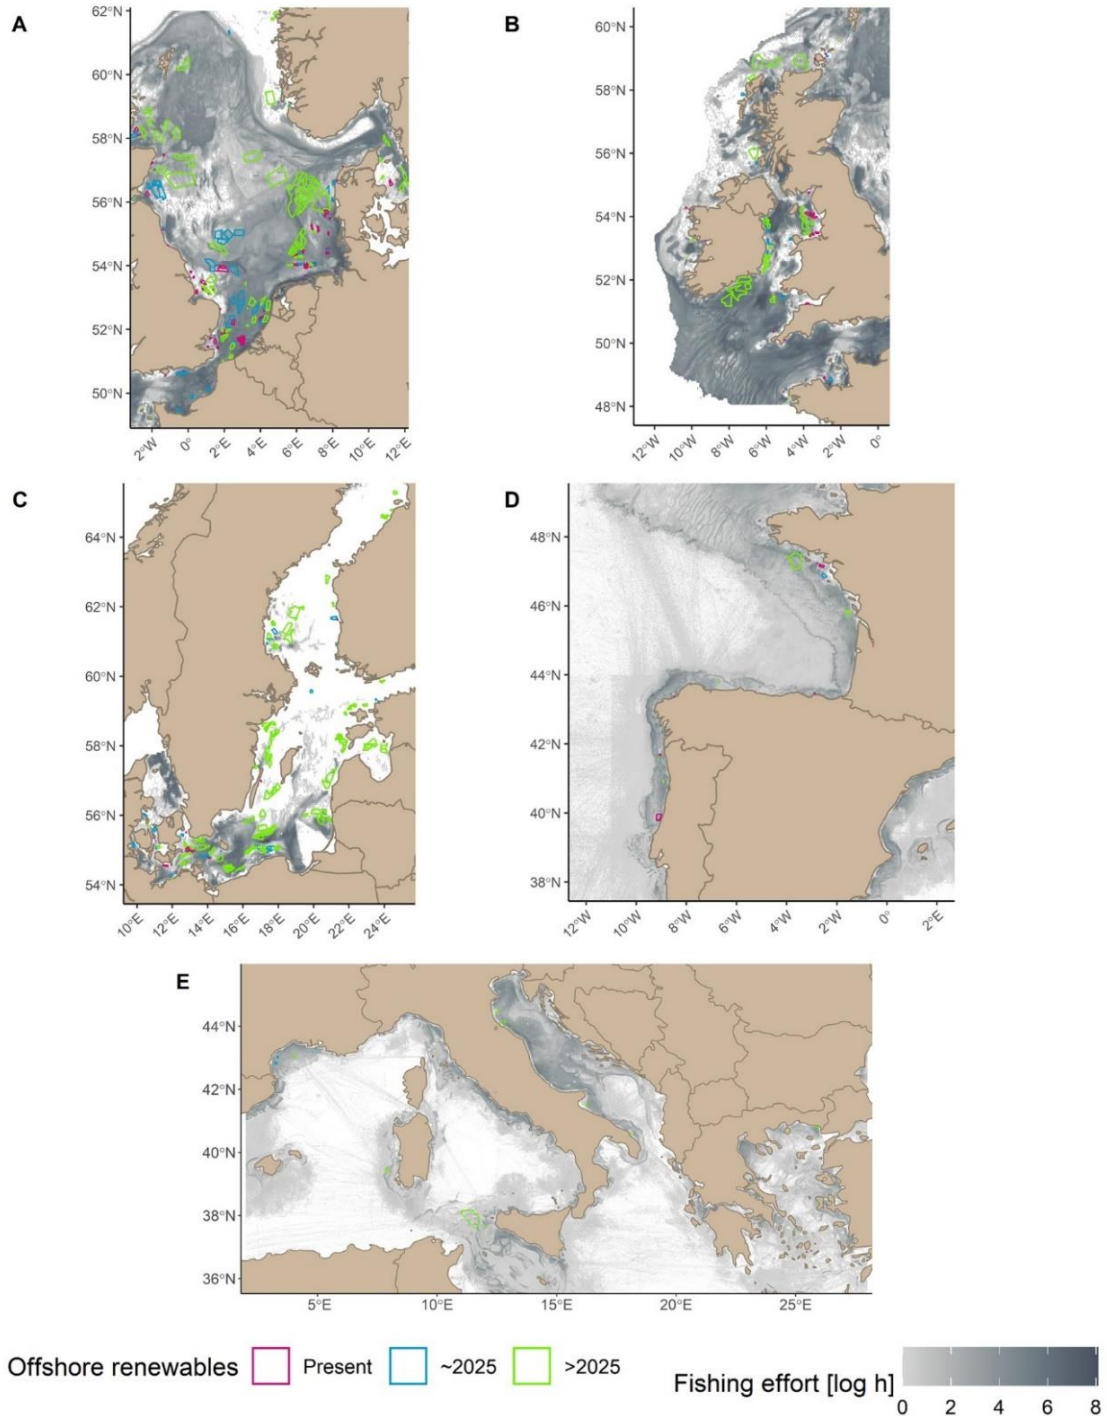 A
62°N
60°N
58°N
56°N
54°N
52°N
50°N
2°W 0° 2°E 4°E 6°E 8°E 10°E 12°E
B
60°N
58°N
56°N
54°N
52°N
50°N
48°N
12°W 10°W 8°W 6°W 4°W 2°W 0°
C
64°N
62°N
60°N
58°N
56°N
54°N
10°E 12°E 14°E 16°E 18°E 20°E 22°E 24°E
D
48°N
46°N
44°N
42°N
40°N
38°N
12°W 10°W 8°W 6°W 4°W 2°W 0° 2°E
E
44°N
42°N
40°N
38°N
36°N
5°E 10°E 15°E 20°E 25°E
Offshore renewables Present ~2025 >2025
Fishing effort [log h]
0 2 4 6 8